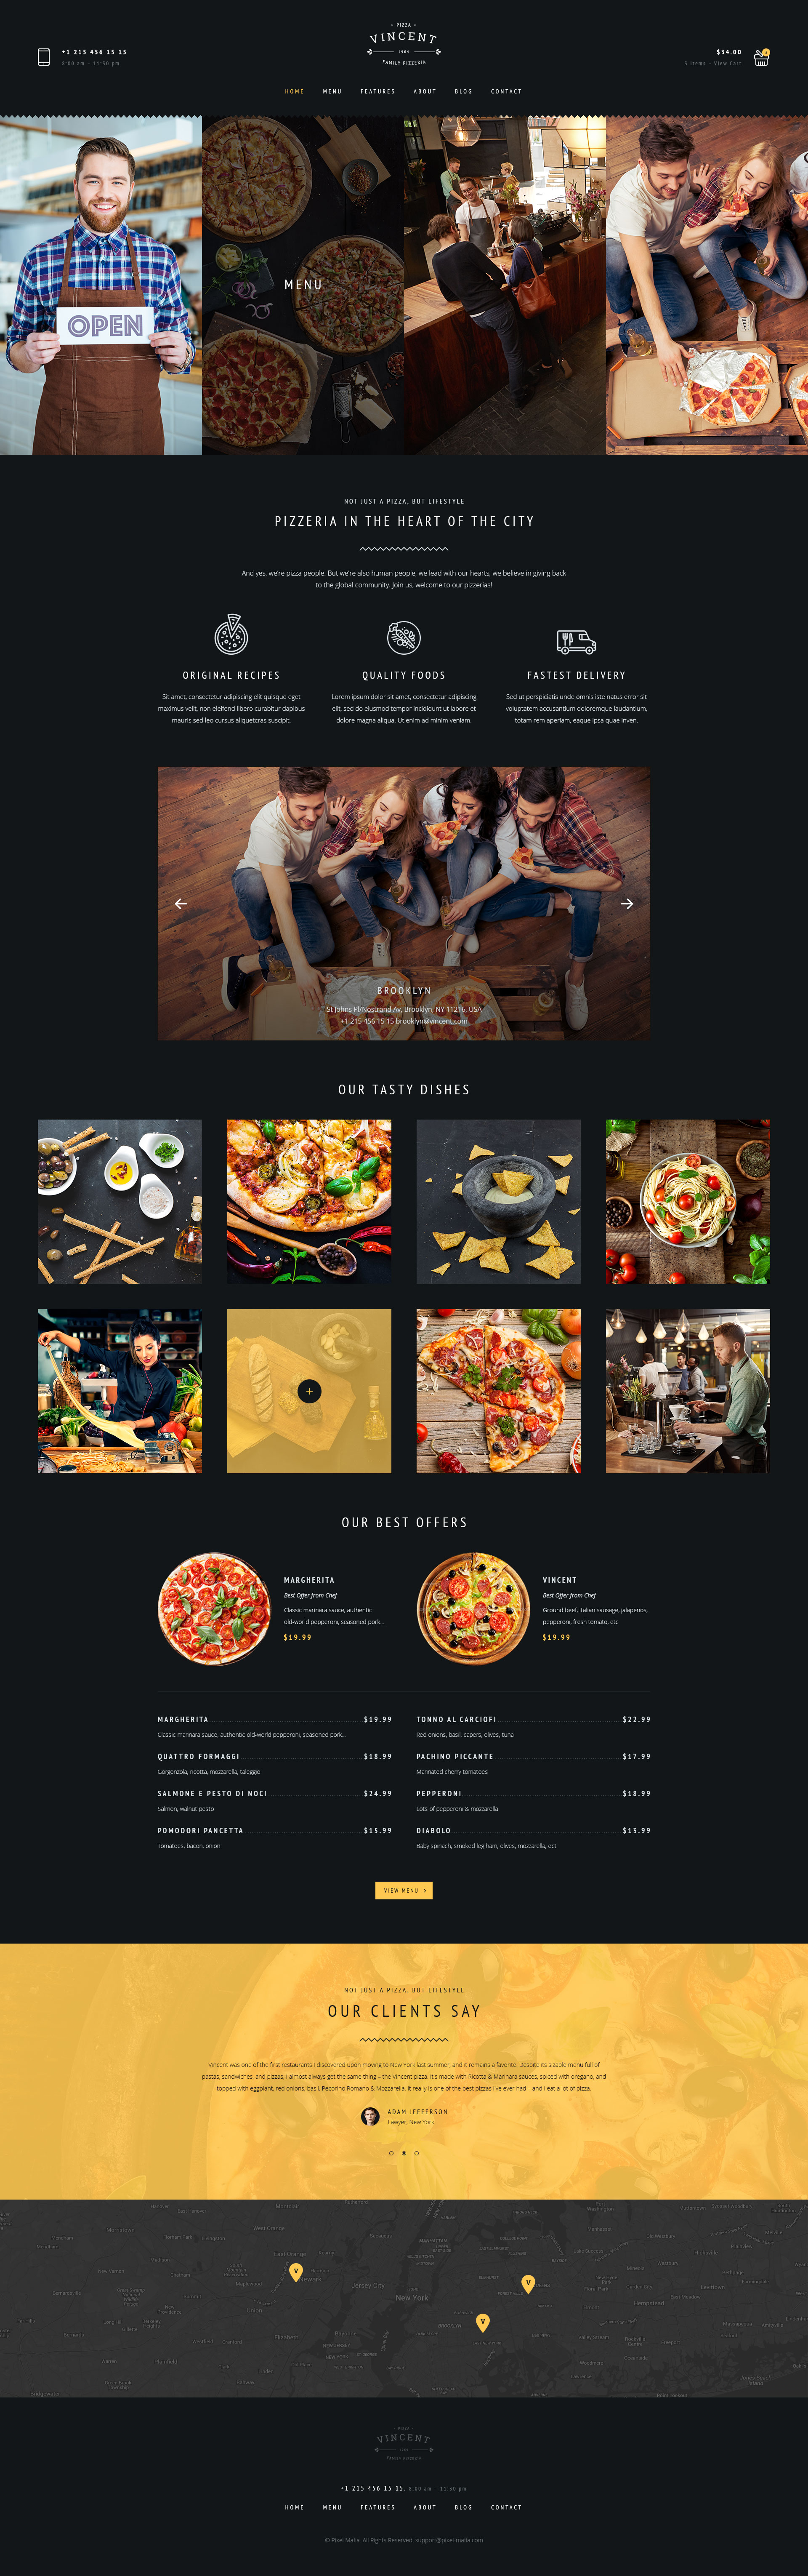 +1 215 456 15 15
8:00 am – 11:30 pm
– PIZZA –
VINCENT
1984
FAMILY PIZZERIA
$34.00
3 items – View Cart
HOME MENU FEATURES ABOUT BLOG CONTACT
OPEN
MENU
NOT JUST A PIZZA, BUT LIFESTYLE
PIZZERIA IN THE HEART OF THE CITY
And yes, we're pizza people. But we're also human people, we lead with our hearts, we believe in giving back
to the global community. Join us, welcome to our pizzerias!
ORIGINAL RECIPES
Sit amet, consectetur adipiscing elit quisque eget
maximus velit, non eleifend libero curabitur dapibus
mauris sed leo cursus aliquetcras suscipit.
QUALITY FOODS
Lorem ipsum dolor sit amet, consectetur adipiscing
elit, sed do eiusmod tempor incididunt ut labore et
dolore magna aliqua. Ut enim ad minim veniam.
FASTEST DELIVERY
Sed ut perspiciatis unde omnis iste natus error sit
voluptatem accusantium doloremque laudantium,
totam rem aperiam, eaque ipsa quae inven.
BROOKLYN
St Johns Pl/Nostrand Av, Brooklyn, NY 11216, USA
+1 215 456 15 15 brooklyn@vincent.com
OUR TASTY DISHES
OUR BEST OFFERS
MARGHERITA
Best Offer from Chef
Classic marinara sauce, authentic
old-world pepperoni, seasoned pork...
$19.99
VINCENT
Best Offer from Chef
Ground beef, Italian sausage, jalapenos,
pepperoni, fresh tomato, etc
$19.99
MARGHERITA $19.99
Classic marinara sauce, authentic old-world pepperoni, seasoned pork...
QUATTRO FORMAGGI $18.99
Gorgonzola, ricotta, mozzarella, taleggio
SALMONE E PESTO DI NOCI $24.99
Salmon, walnut pesto
POMODORI PANCETTA $15.99
Tomatoes, bacon, onion
TONNO AL CARCIOFI $22.99
Red onions, basil, capers, olives, tuna
PACHINO PICCANTE $17.99
Marinated cherry tomatoes
PEPPERONI $18.99
Lots of pepperoni & mozzarella
DIABOLO $13.99
Baby spinach, smoked leg ham, olives, mozzarella, ect
VIEW MENU
NOT JUST A PIZZA, BUT LIFESTYLE
OUR CLIENTS SAY
Vincent was one of the first restaurants I discovered upon moving to New York last summer, and it remains a favorite. Despite its sizable menu full of
pastas, sandwiches, and pizzas, I almost always get the same thing – the Vincent pizza. It's made with Ricotta & Marinara sauces, spiced with oregano, and
topped with eggplant, red onions, basil, Pecorino Romano & Mozzarella. It really is one of the best pizzas I've ever had – and I eat a lot of pizza.
ADAM JEFFERSON
Lawyer, New York
West Orange
East Orange
Newark
Jersey City
New York
Elizabeth
BROOKLYN
Hempstead
V
V
V
– PIZZA –
VINCENT
1984
FAMILY PIZZERIA
+1 215 456 15 15. 8:00 am – 11:30 pm
HOME MENU FEATURES ABOUT BLOG CONTACT
© Pixel Mafia. All Rights Reserved. support@pixel-mafia.com